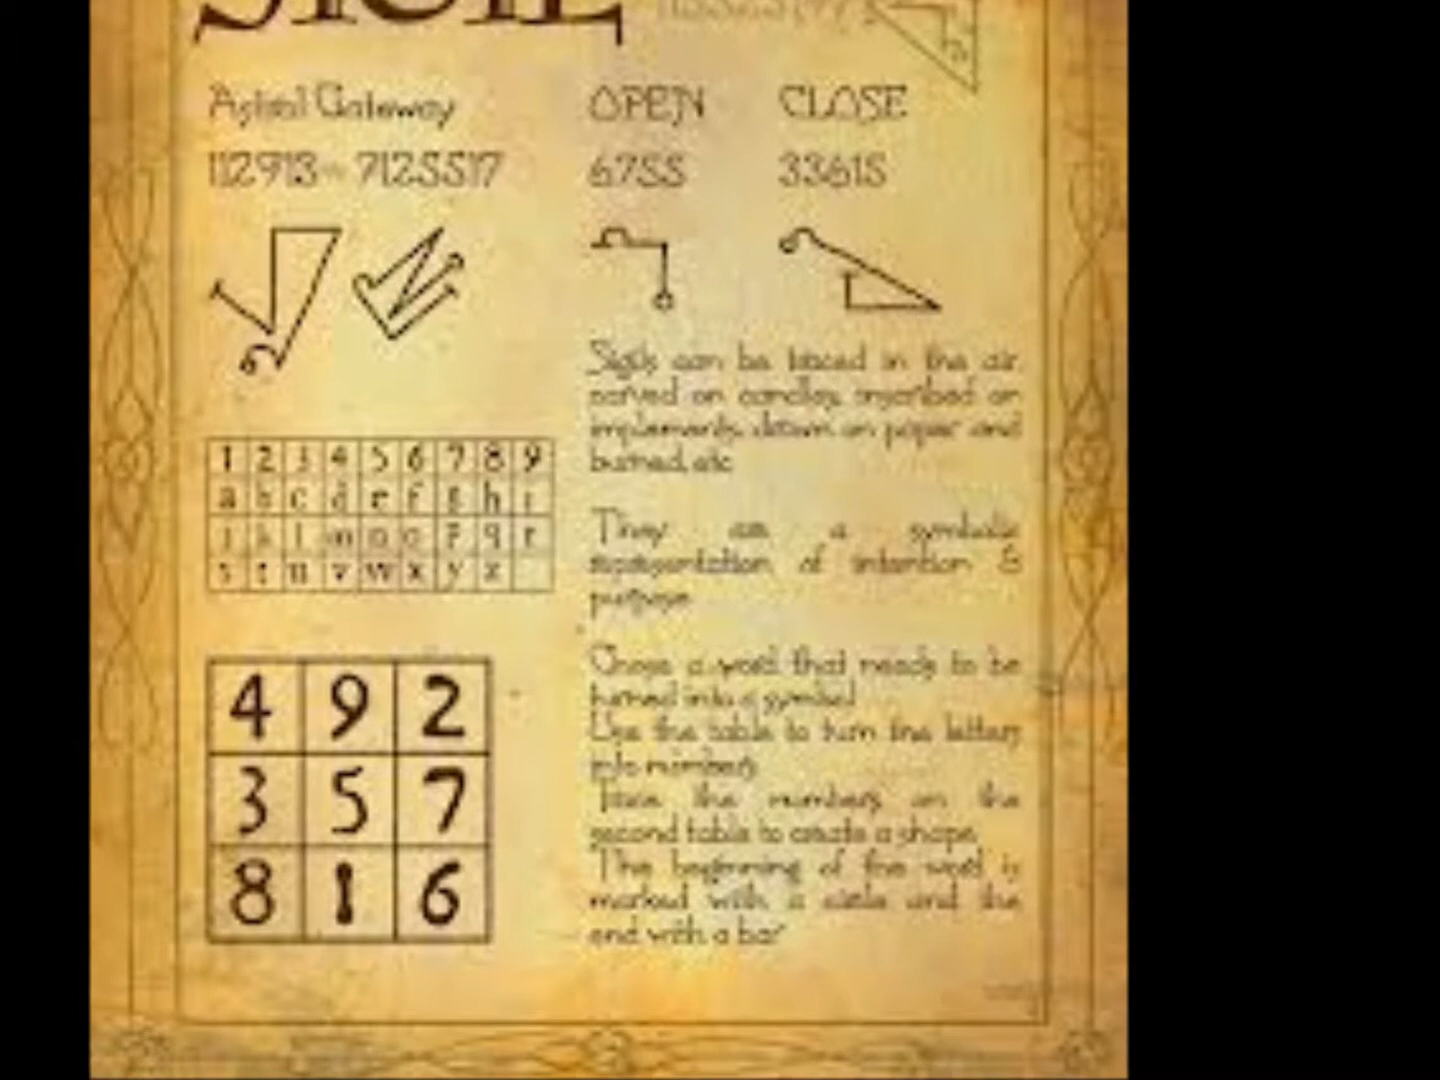 SIGIL
Astral Gateway OPEN CLOSE
112913 - 7125517 6755 33615
Sigils can be traced in the air
carved on candles, inscribed on
implements, drawn on paper and
burned, etc
1 2 3 4 5 6 7 8 9
a b c d e f g h i
j k l m n o p q r
s t u v w x y z
They are a symbolic
representation of intention &
purpose
Chose a word that needs to be
turned into a symbol
Use the table to turn the letters
into numbers
Trace the numbers on the
second table to create a shape.
The beginning of the word is
marked with a circle and the
end with a bar
4 9 2
3 5 7
8 1 6